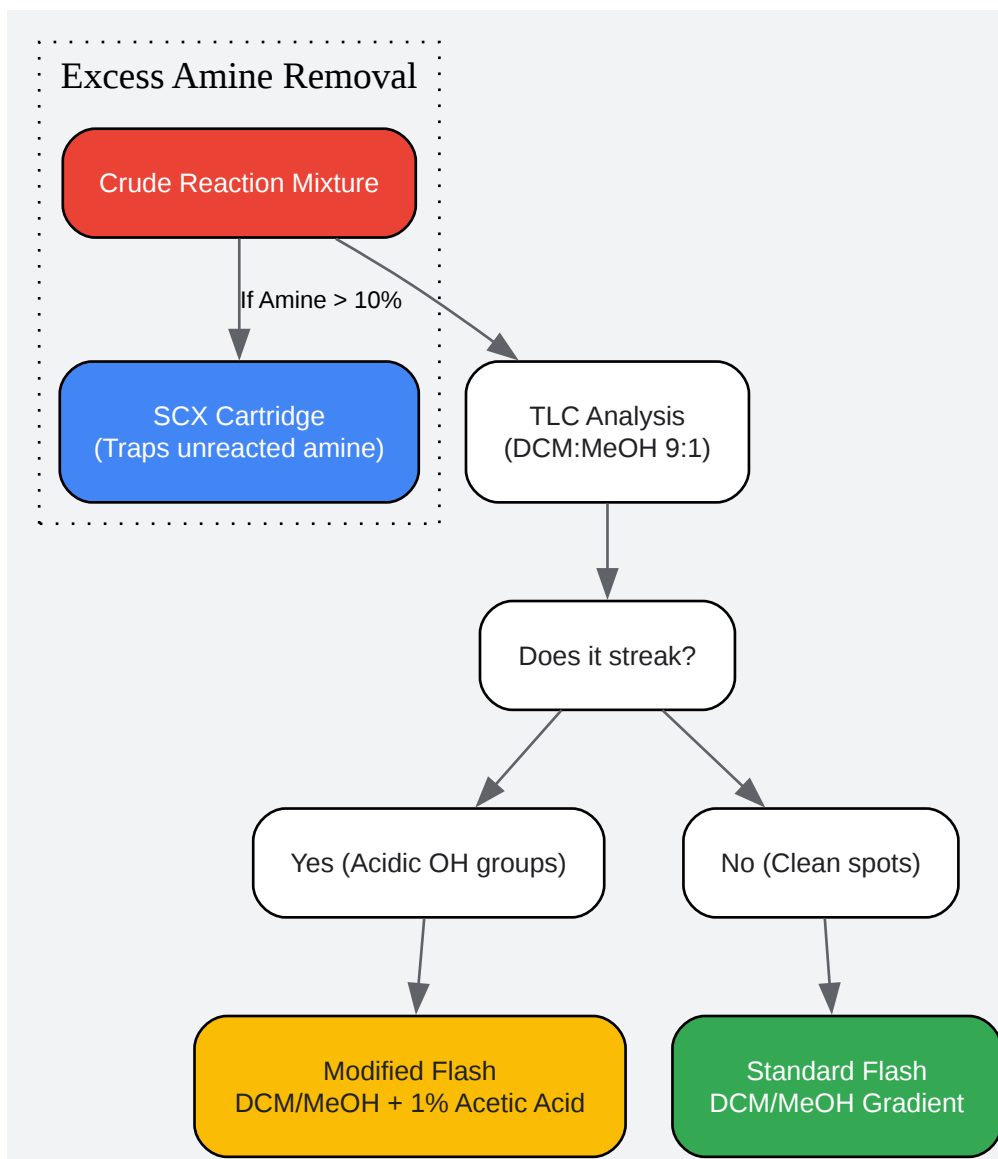 Excess Amine Removal
Crude Reaction Mixture
If Amine > 10%
SCX Cartridge
(Traps unreacted amine)
TLC Analysis
(DCM:MeOH 9:1)
Does it streak?
Yes (Acidic OH groups)
No (Clean spots)
Modified Flash
DCM/MeOH + 1% Acetic Acid
Standard Flash
DCM/MeOH Gradient